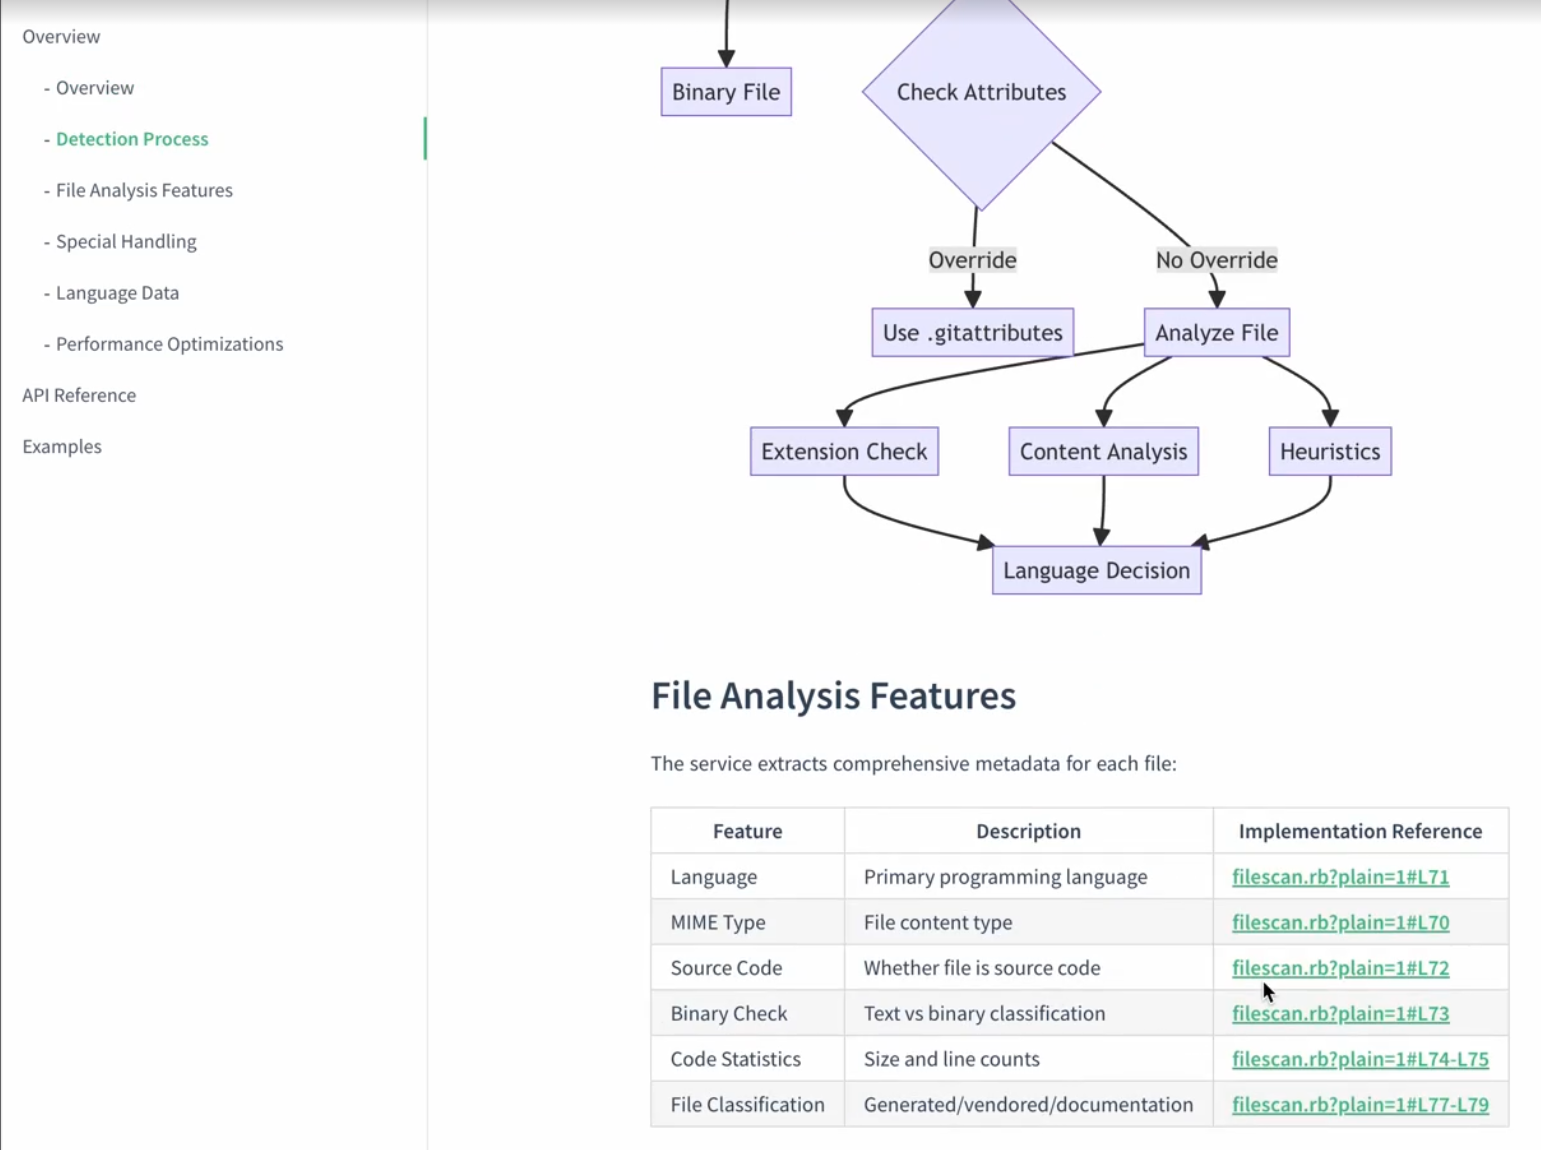 Overview
- Overview
- Detection Process
- File Analysis Features
- Special Handling
- Language Data
- Performance Optimizations
API Reference
Examples
Binary File
Check Attributes
Override
No Override
Use .gitattributes
Analyze File
Extension Check
Content Analysis
Heuristics
Language Decision
File Analysis Features
The service extracts comprehensive metadata for each file:
Feature Description Implementation Reference
Language Primary programming language filescan.rb?plain=1#L71
MIME Type File content type filescan.rb?plain=1#L70
Source Code Whether file is source code filescan.rb?plain=1#L72
Binary Check Text vs binary classification filescan.rb?plain=1#L73
Code Statistics Size and line counts filescan.rb?plain=1#L74-L75
File Classification Generated/vendored/documentation filescan.rb?plain=1#L77-L79